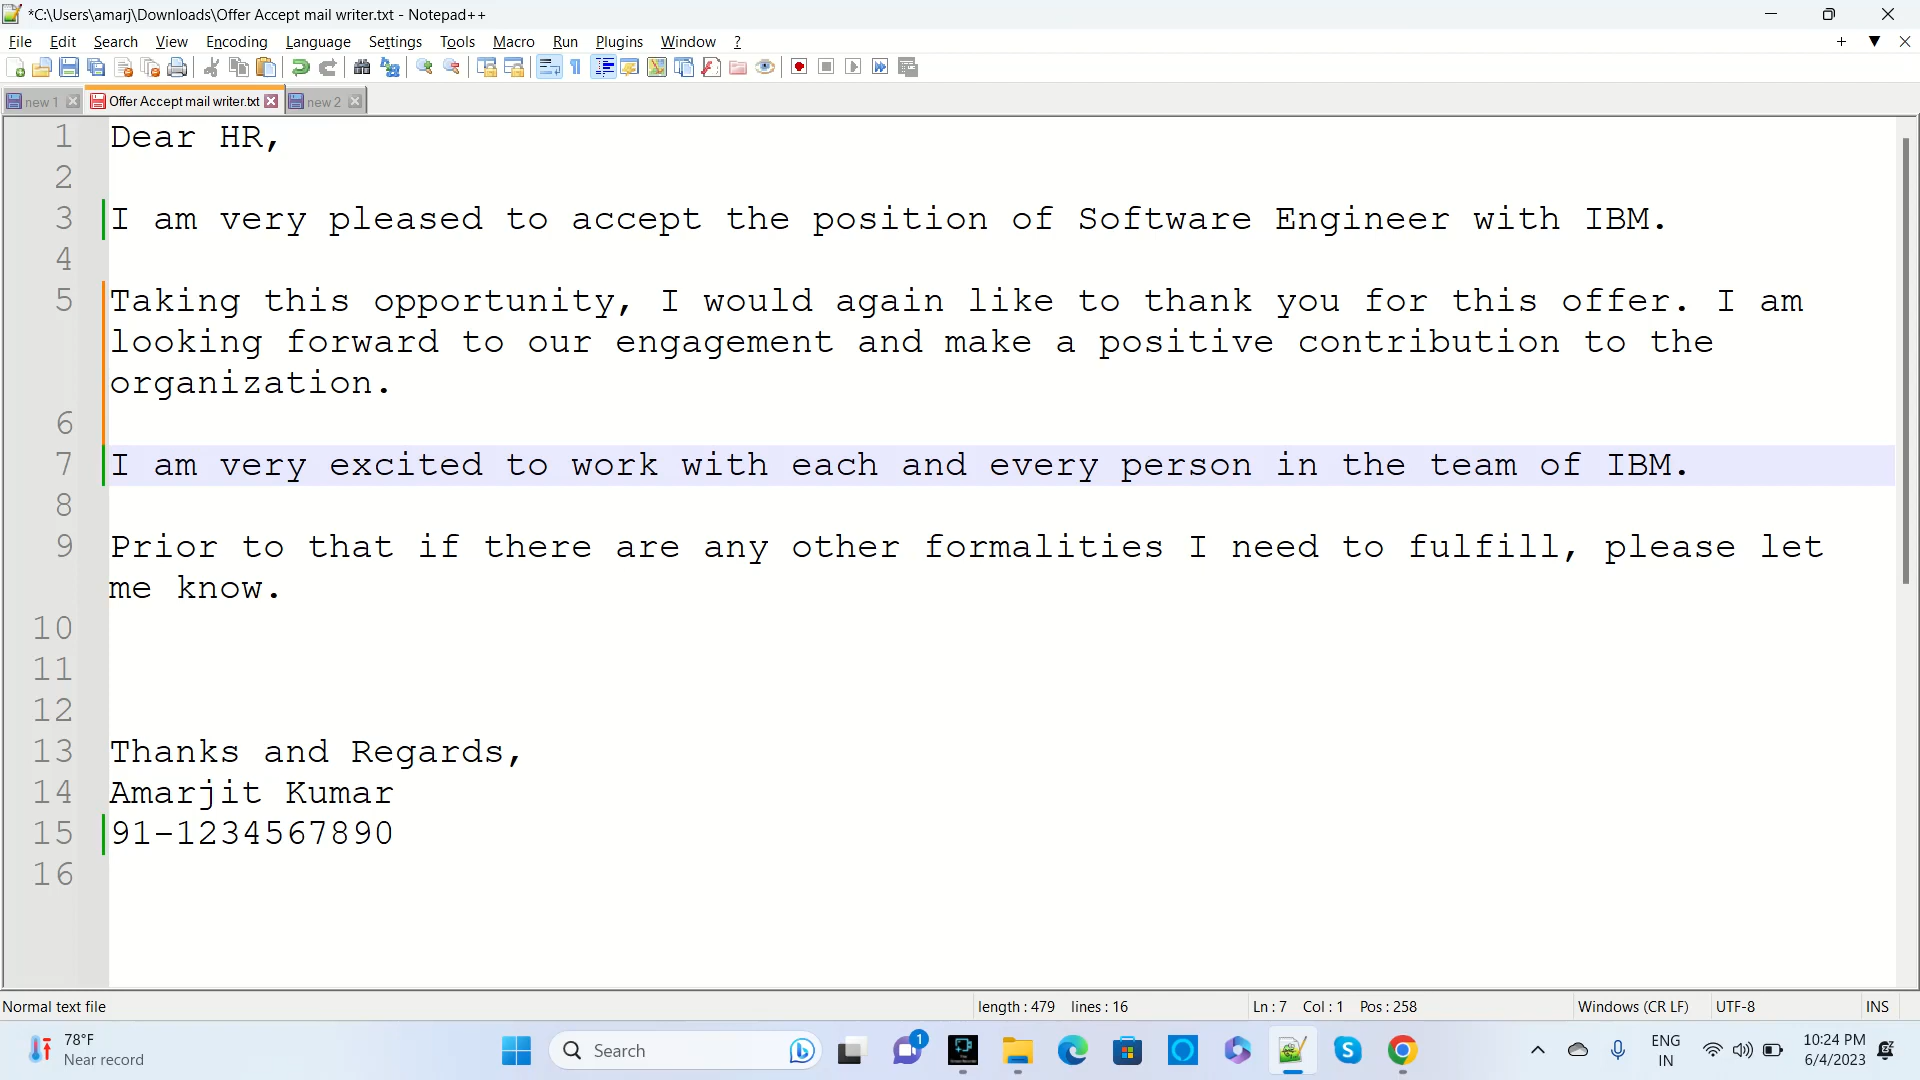 *C:\Users\amarj\Downloads\Offer Accept mail writer.txt - Notepad++
File Edit Search View Encoding Language Settings Tools Macro Run Plugins Window ?
new 1 Offer Accept mail writer.txt new 2
1 Dear HR,
2
3 I am very pleased to accept the position of Software Engineer with IBM.
4
5 Taking this opportunity, I would again like to thank you for this offer. I am
looking forward to our engagement and make a positive contribution to the
organization.
6
7 I am very excited to work with each and every person in the team of IBM.
8
9 Prior to that if there are any other formalities I need to fulfill, please let
me know.
10
11
12
13 Thanks and Regards,
14 Amarjit Kumar
15 91-1234567890
16
Normal text file length : 479 lines : 16 Ln : 7 Col : 1 Pos : 258 Windows (CR LF) UTF-8 INS
78°F
Near record
Search
1
ENG
IN
10:24 PM
6/4/2023